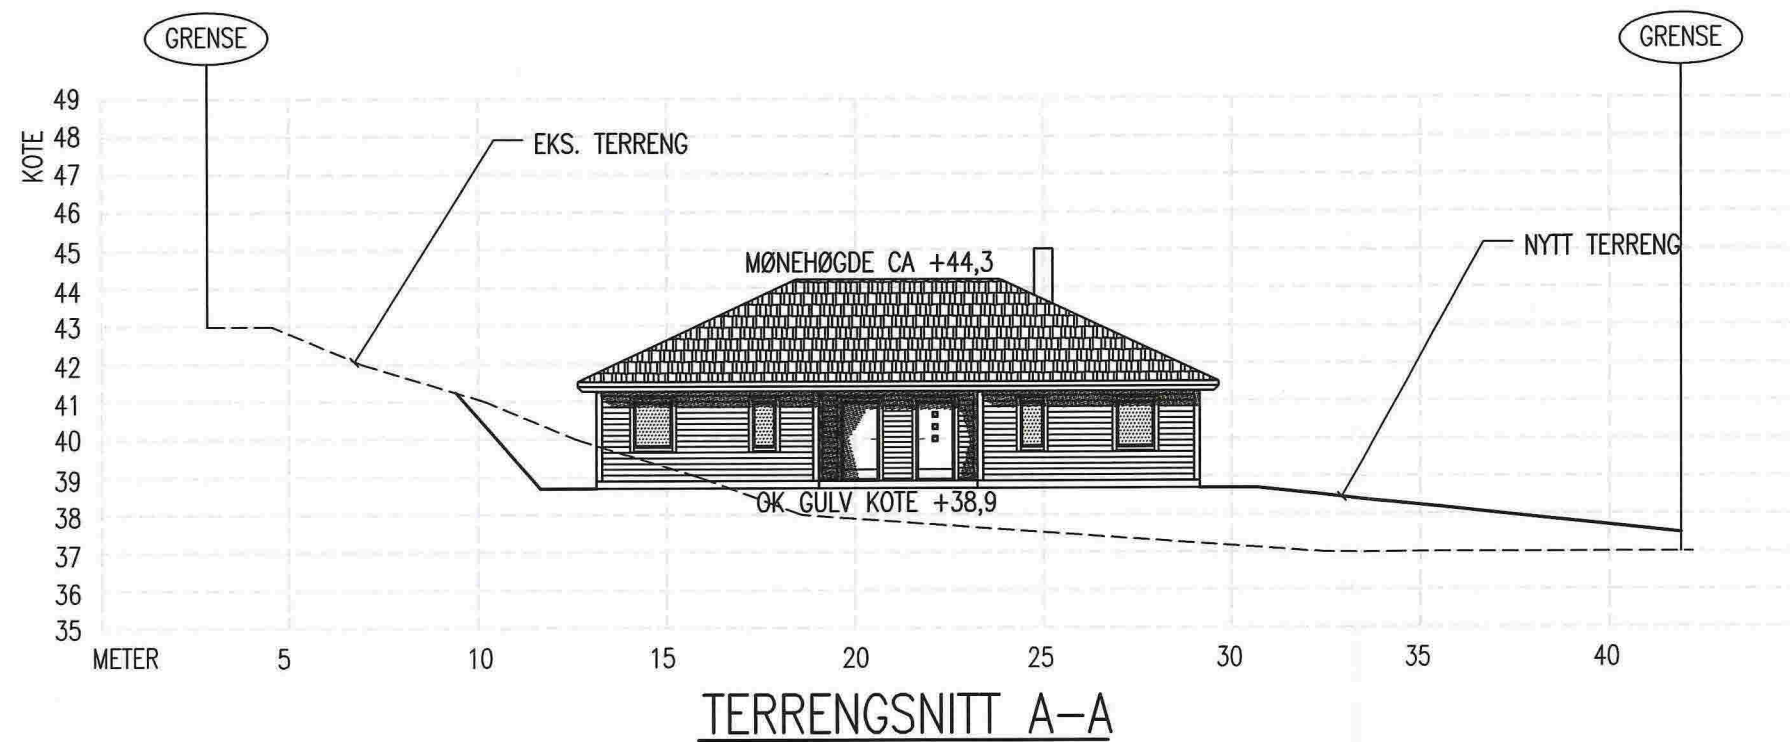 GRENSE
GRENSE
49
48
47
46
45
44
43
42
41
40
39
38
37
36
35
KOTE
EKS. TERRENG
MØNEHØGDE CA +44,3
NYTT TERRENG
OK GULV KOTE +38,9
METER 5 10 15 20 25 30 35 40
TERRENGSNITT A-A